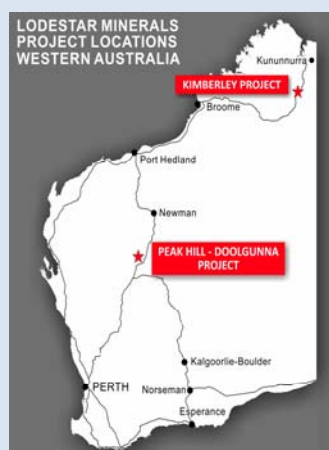 LODESTAR MINERALS
PROJECT LOCATIONS
WESTERN AUSTRALIA
Kununnurra
KIMBERLEY PROJECT
Broome
Port Hedland
Newman
PEAK HILL - DOOLGUNNA
PROJECT
Kalgoorlie-Boulder
PERTH
Norseman
Esperance